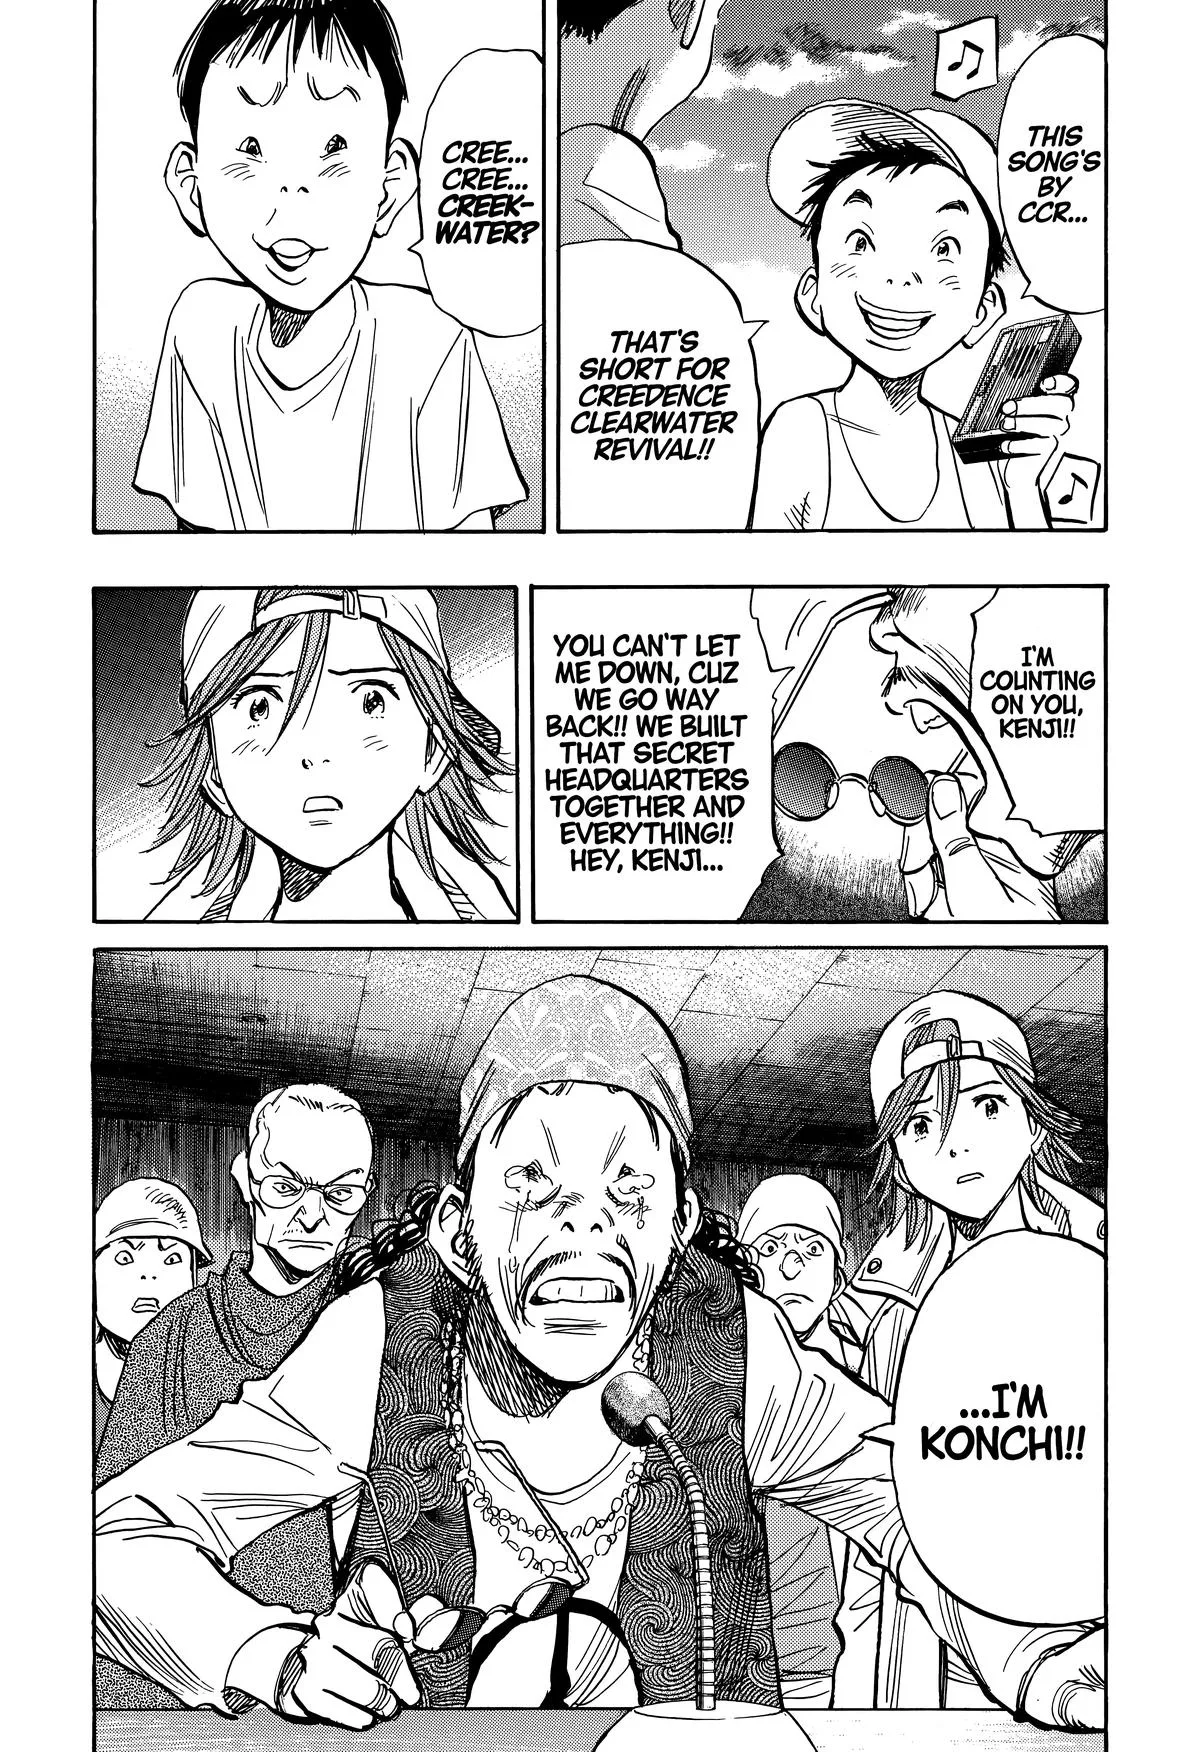 THIS
SONG'S
BY
CCR...
THAT'S
SHORT FOR
CREEDENCE
CLEARWATER
REVIVAL!!
CREE...
CREE...
CREEK-
WATER?
I'M
COUNTING
ON YOU,
KENJI!!
YOU CAN'T LET
ME DOWN, CUZ
WE GO WAY
BACK!! WE BUILT
THAT SECRET
HEADQUARTERS
TOGETHER AND
EVERYTHING!!
HEY, KENJI...
...I'M
KONCHI!!